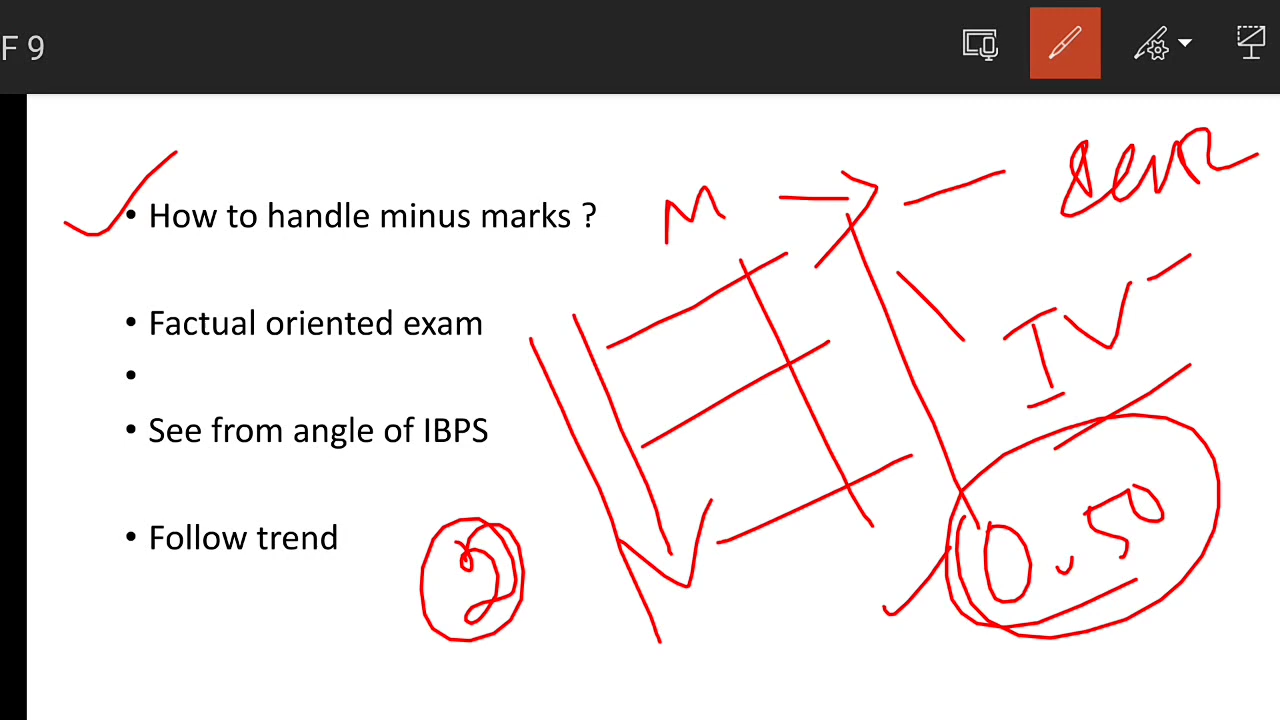 F 9
• How to handle minus marks ?
M
• Factual oriented exam
IV
•
• See from angle of IBPS
0.50
• Follow trend
2